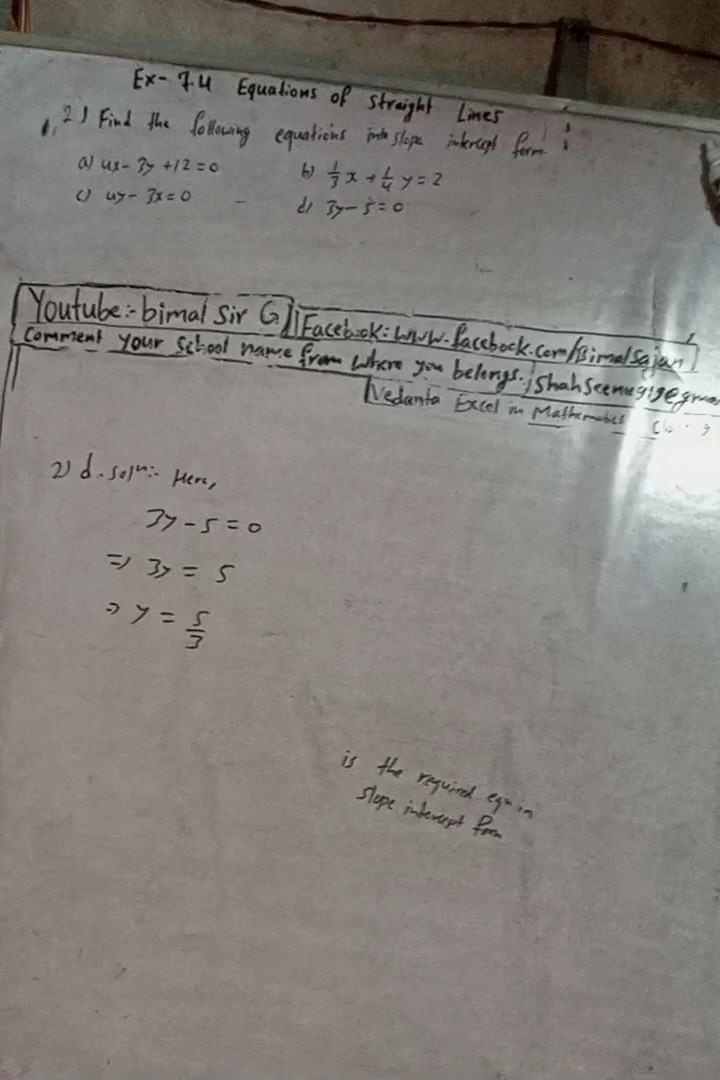 Ex- 7.4 Equations of straight Lines
2) Find the following equations into slope intercept form :
a) 4x- 3y +12=0 b) 1/3 x + 1/4 y = 2
c) 4y- 3x=0 d) 3y-5=0
Youtube:- bimal Sir G Facebook: www.facebook.com/Bimalsajan
Comment your School name from where you belongs.
Vedanta Excel in Mathematics
2) d. solⁿ:- Here,
3y-5=0
=> 3y = 5
=> y = 5/3
is the required eqn in
slope intercept form